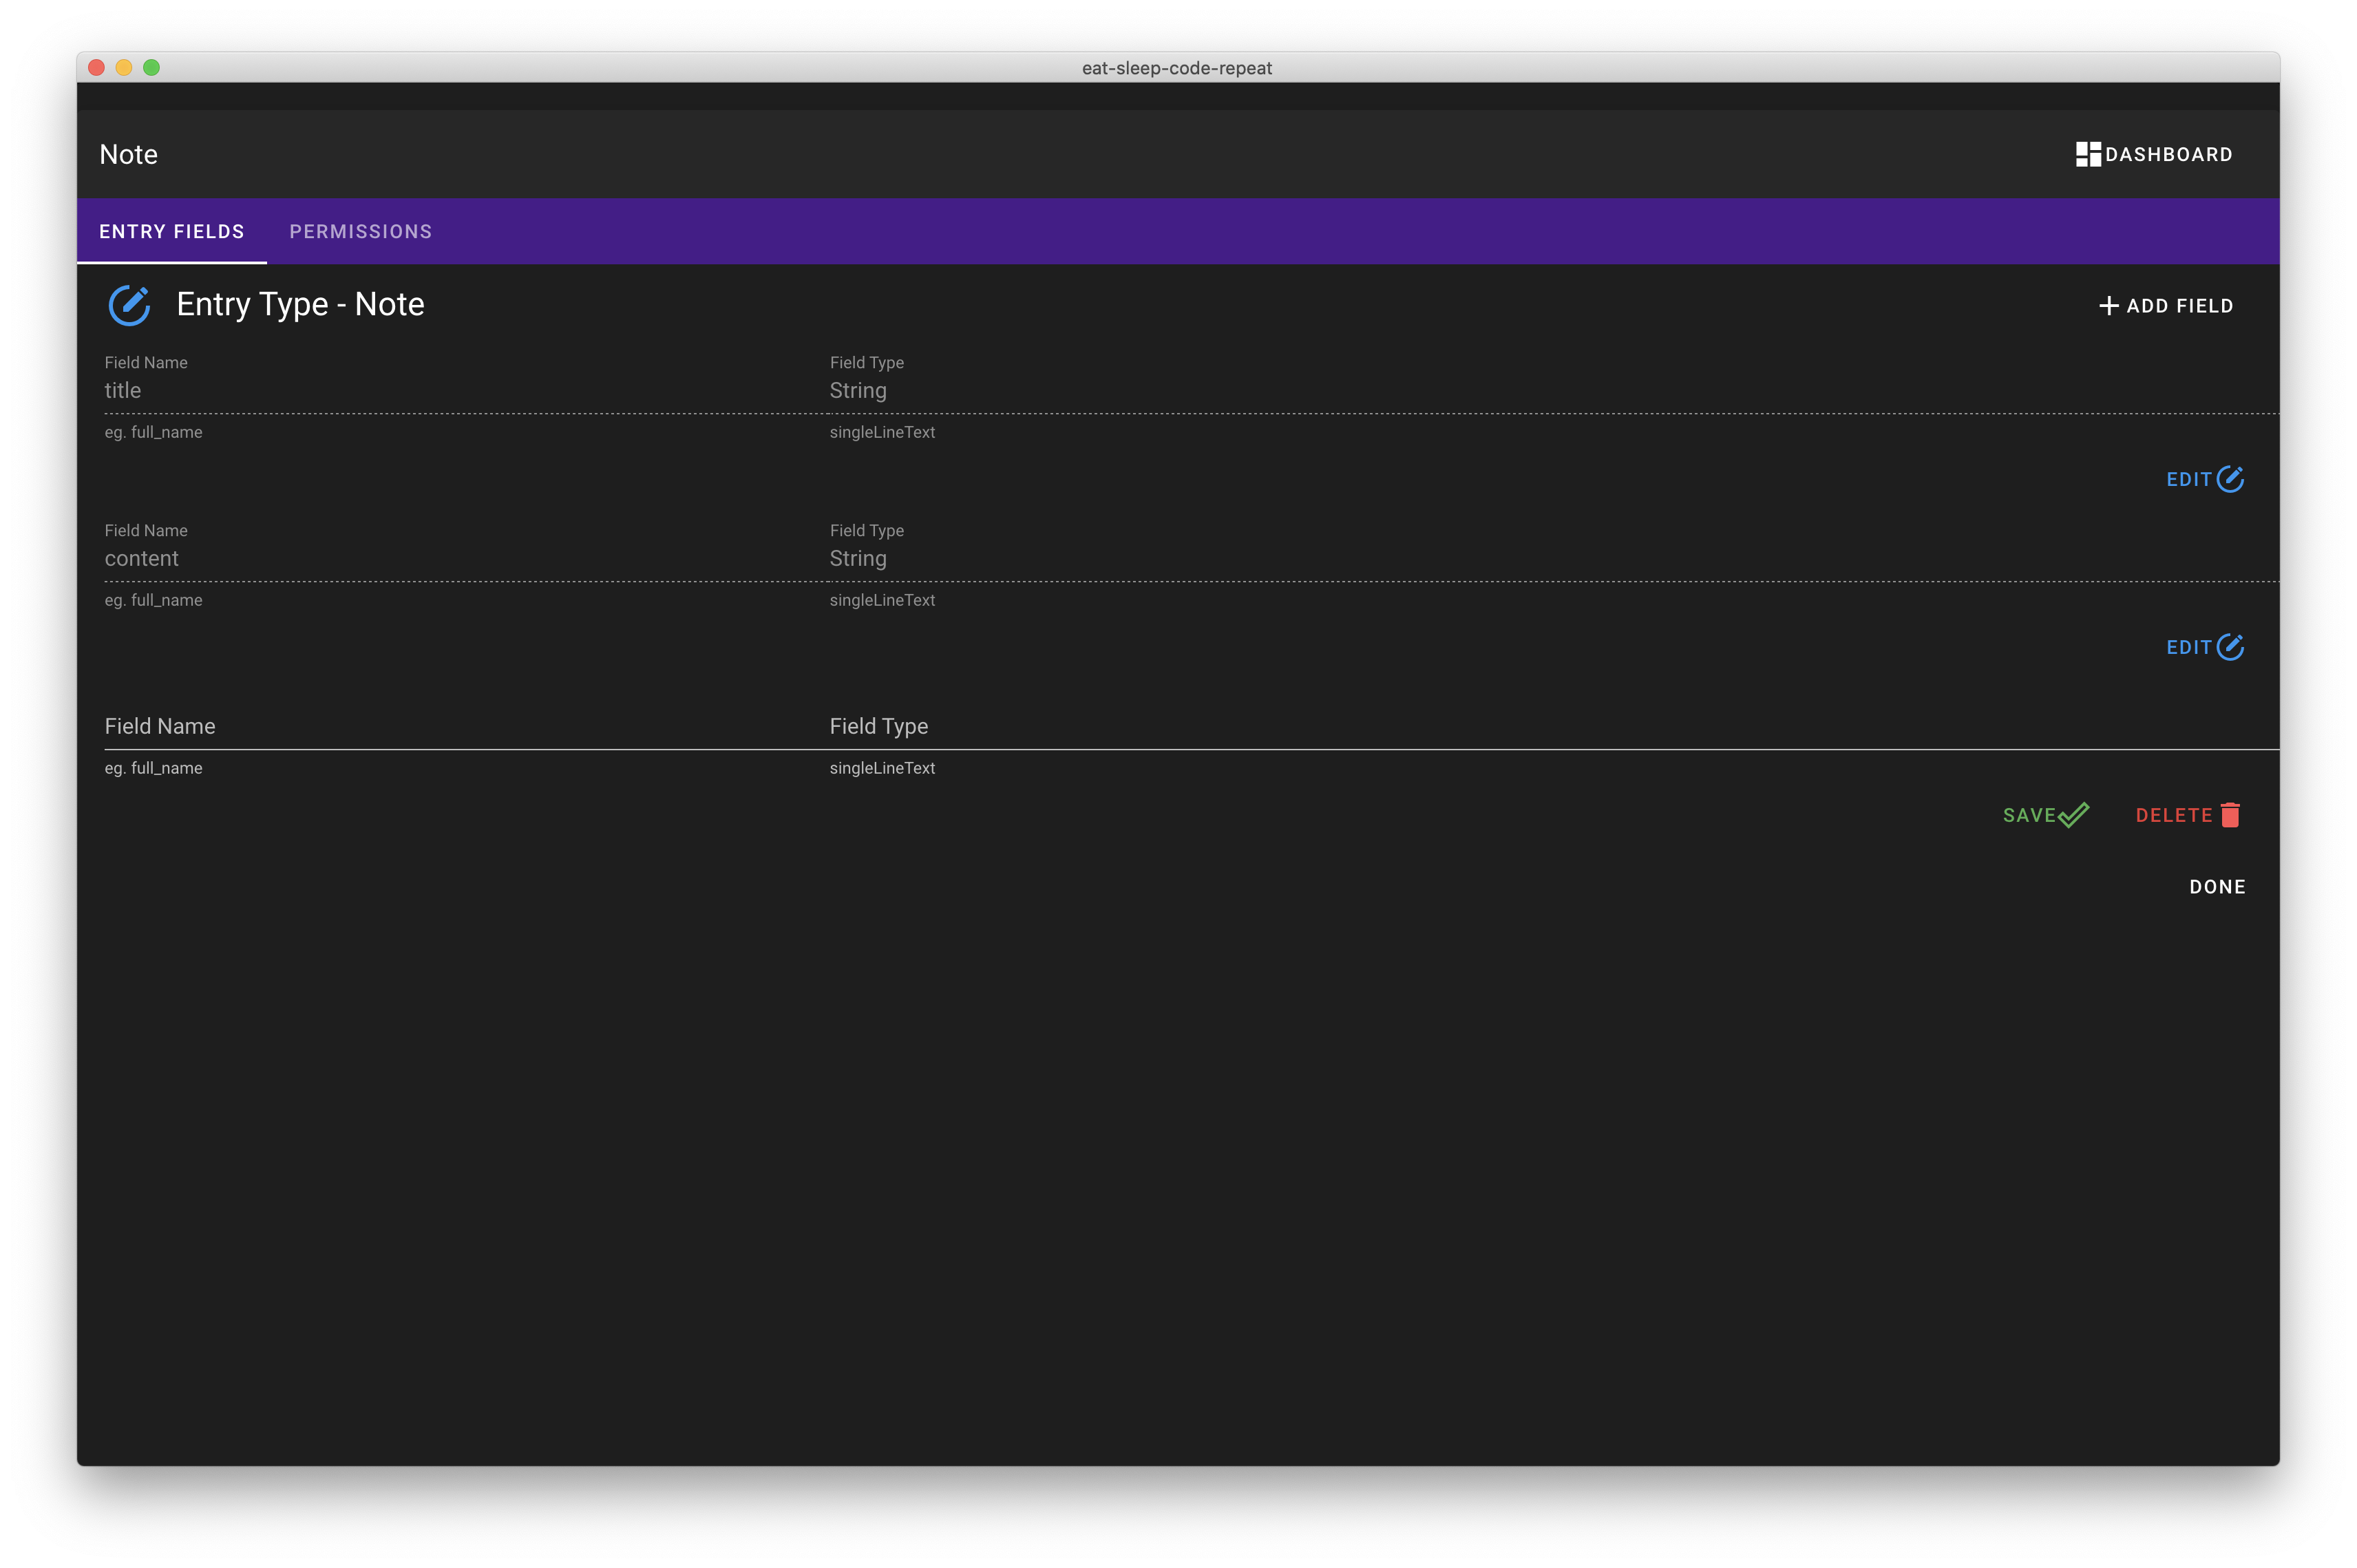 eat-sleep-code-repeat
Note
DASHBOARD
ENTRY FIELDS PERMISSIONS
Entry Type - Note
ADD FIELD
Field Name Field Type
title String
eg. full_name singleLineText
EDIT
Field Name Field Type
content String
eg. full_name singleLineText
EDIT
Field Name Field Type
eg. full_name singleLineText
SAVE DELETE
DONE